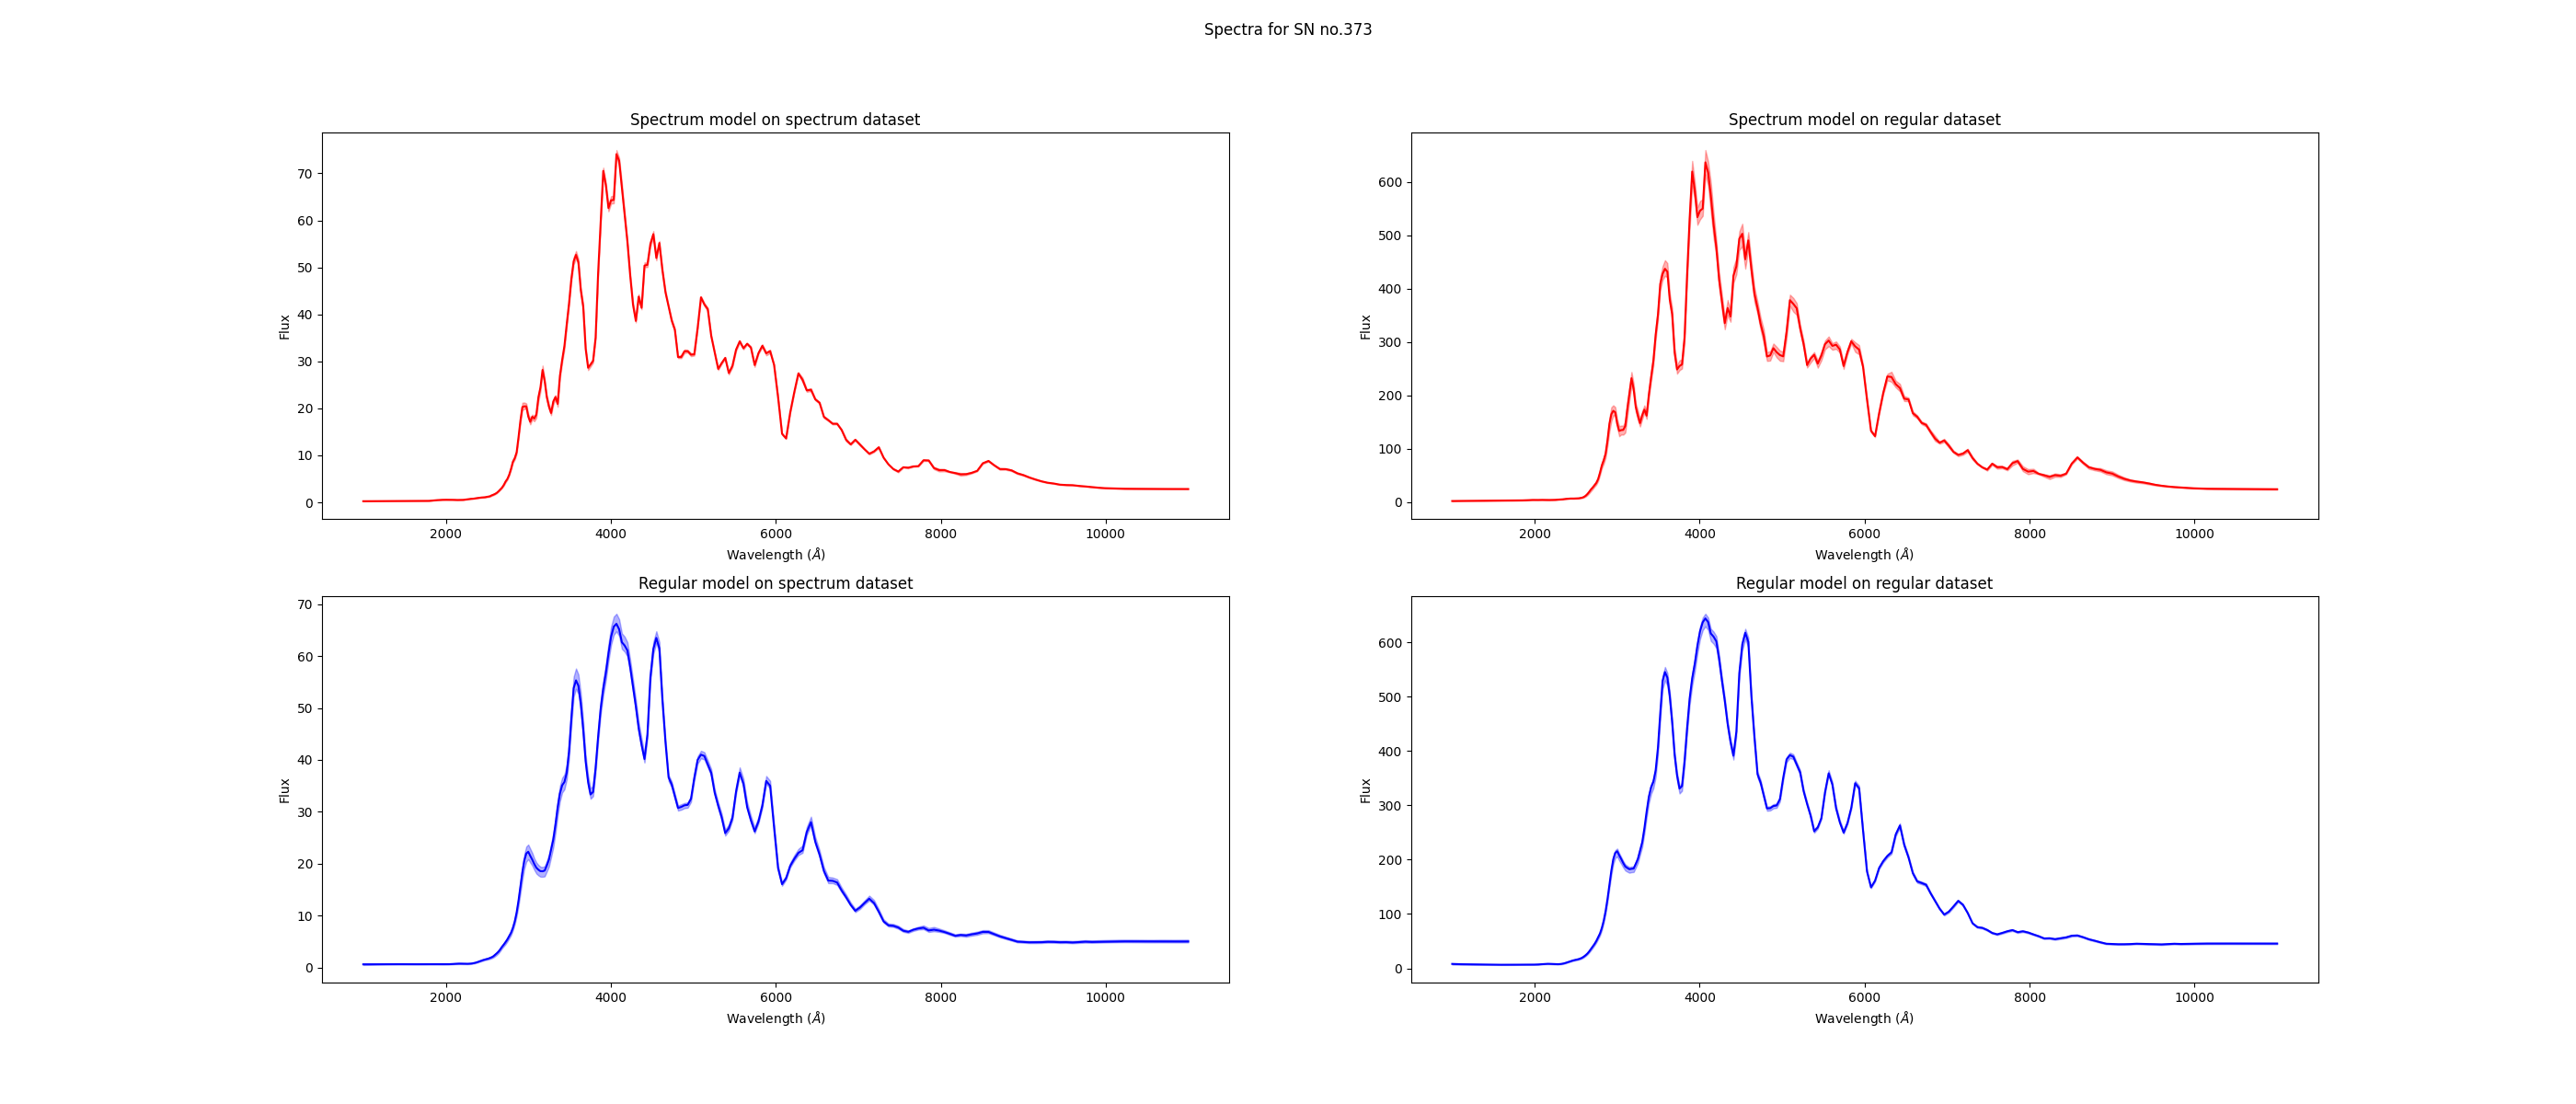 Spectra for SN no.373
Spectrum model on spectrum dataset
Flux
0
10
20
30
40
50
60
70
2000 4000 6000 8000 10000
Wavelength (Å)
Spectrum model on regular dataset
Flux
0
100
200
300
400
500
600
2000 4000 6000 8000 10000
Wavelength (Å)
Regular model on spectrum dataset
Flux
0
10
20
30
40
50
60
70
2000 4000 6000 8000 10000
Wavelength (Å)
Regular model on regular dataset
Flux
0
100
200
300
400
500
600
2000 4000 6000 8000 10000
Wavelength (Å)